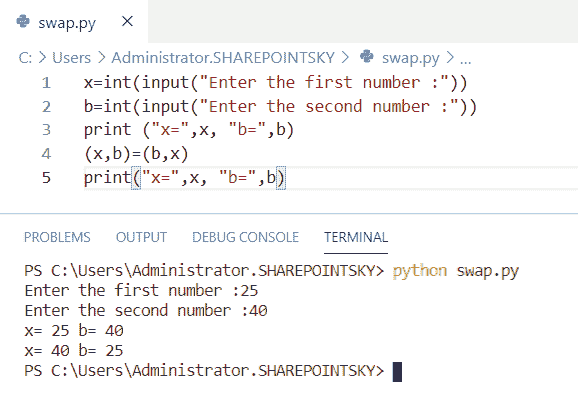 swap.py ×
C: > Users > Administrator.SHAREPOINTSKY > swap.py > ...
1 x=int(input("Enter the first number :"))
2 b=int(input("Enter the second number :"))
3 print ("x=",x, "b=",b)
4 (x,b)=(b,x)
5 print("x=",x, "b=",b)
PROBLEMS OUTPUT DEBUG CONSOLE TERMINAL
PS C:\Users\Administrator.SHAREPOINTSKY> python swap.py
Enter the first number :25
Enter the second number :40
x= 25 b= 40
x= 40 b= 25
PS C:\Users\Administrator.SHAREPOINTSKY>